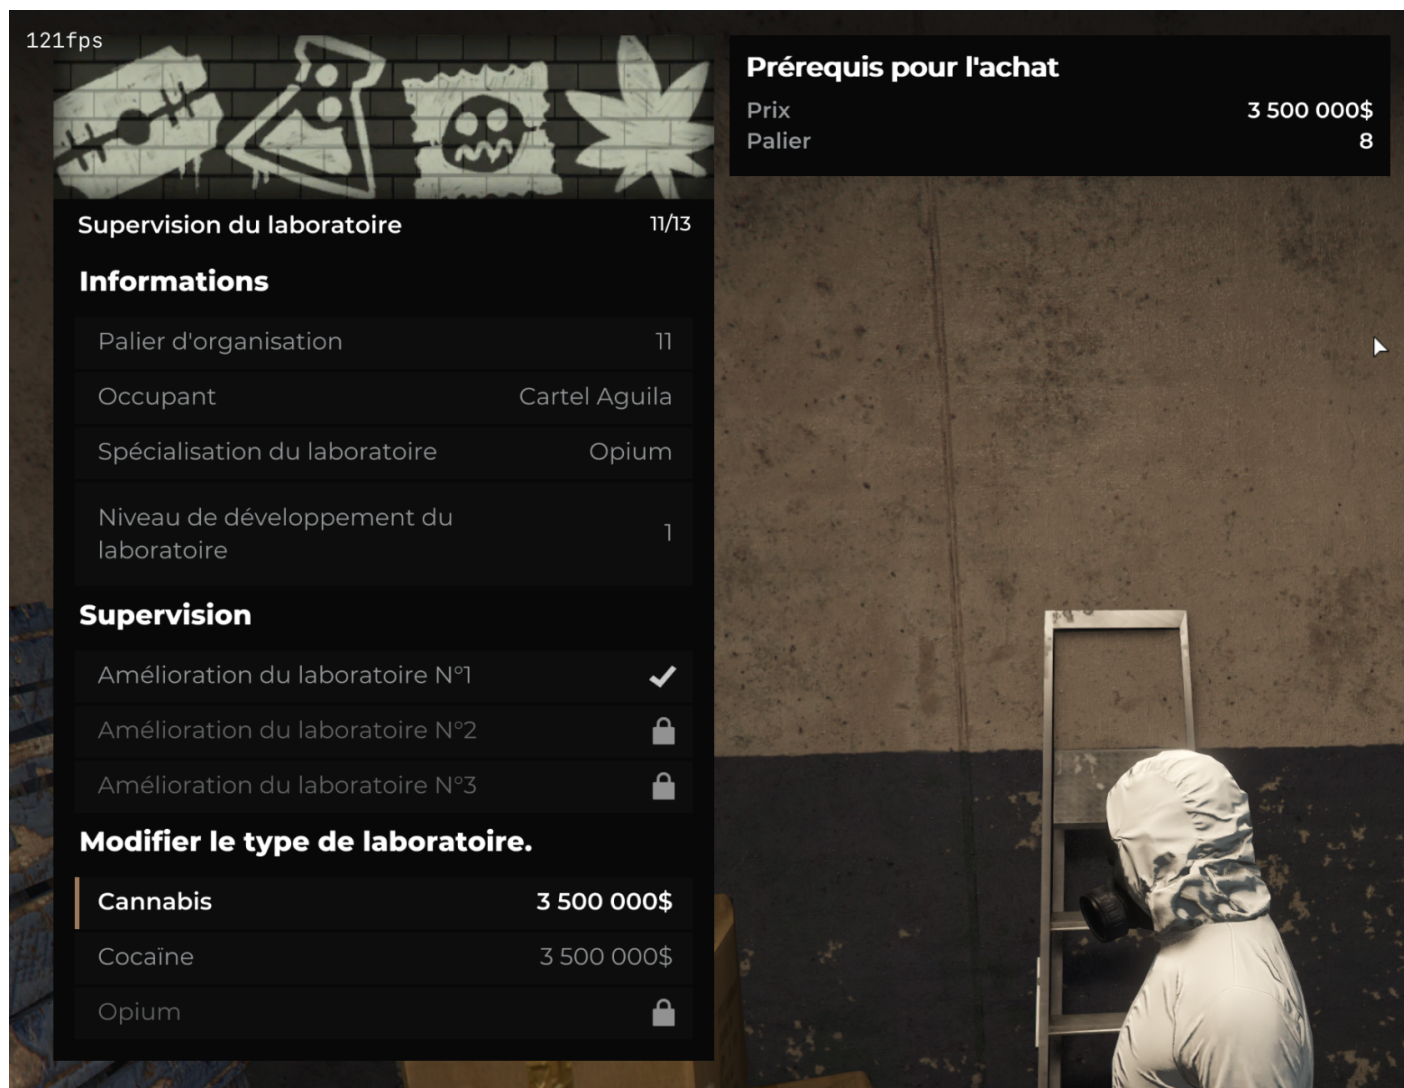 121fps
Supervision du laboratoire 11/13
Informations
Palier d'organisation 11
Occupant Cartel Aguila
Spécialisation du laboratoire Opium
Niveau de développement du
laboratoire 1
Supervision
Amélioration du laboratoire N°1
Amélioration du laboratoire N°2
Amélioration du laboratoire N°3
Modifier le type de laboratoire.
Cannabis 3 500 000$
Cocaïne 3 500 000$
Opium
Prérequis pour l'achat
Prix 3 500 000$
Palier 8